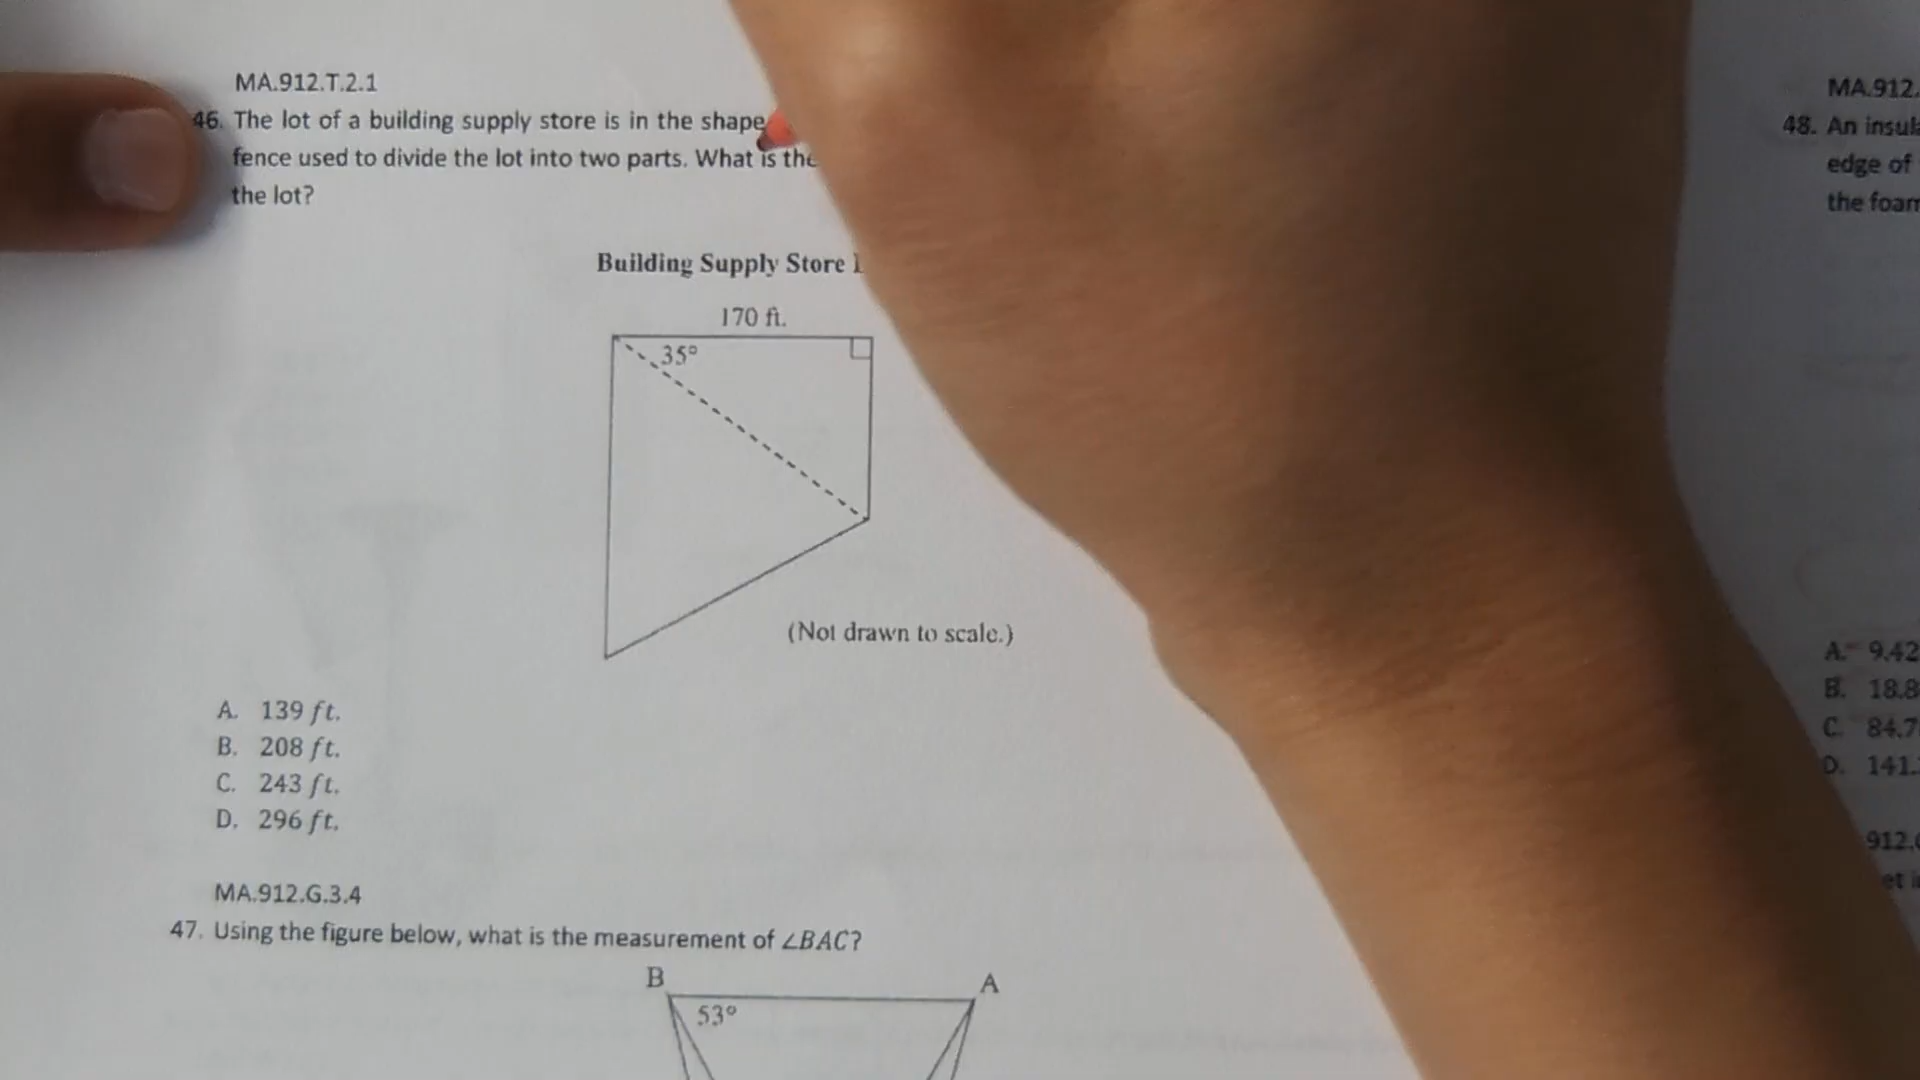 MA.912.T.2.1
46. The lot of a building supply store is in the shape
fence used to divide the lot into two parts. What is the
the lot?
Building Supply Store
170 ft.
35°
(Not drawn to scale.)
A. 139 ft.
B. 208 ft.
C. 243 ft.
D. 296 ft.
MA.912.G.3.4
47. Using the figure below, what is the measurement of ∠BAC?
B
A
53°
MA.912.
48. An
edge of
the
A. 9.42
B. 18.8
C. 84.7
D. 141.
912.